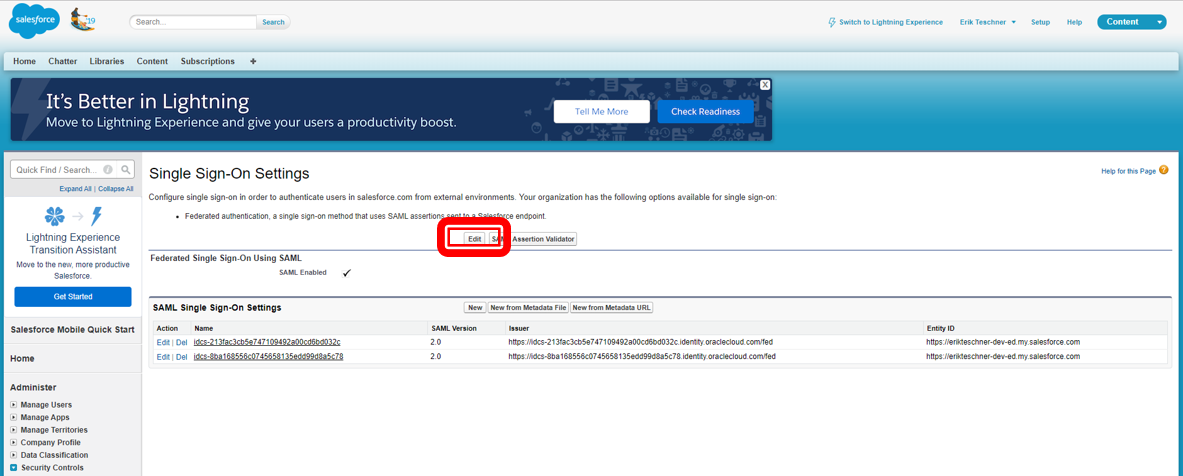 salesforce
'19
Search...
Search
Switch to Lightning Experience
Erik Teschner
Setup
Help
Content
Home
Chatter
Libraries
Content
Subscriptions
+
It's Better in Lightning
Move to Lightning Experience and give your users a productivity boost.
Tell Me More
Check Readiness
X
Quick Find / Search...
Expand All | Collapse All
Lightning Experience
Transition Assistant
Move to the new, more productive
Salesforce.
Get Started
Salesforce Mobile Quick Start
Home
Administer
Manage Users
Manage Apps
Manage Territories
Company Profile
Data Classification
Security Controls
Single Sign-On Settings
Help for this Page ?
Configure single sign-on in order to authenticate users in salesforce.com from external environments. Your organization has the following options available for single sign-on:
• Federated authentication, a single sign-on method that uses SAML assertions sent to a Salesforce endpoint.
Edit
Assertion Validator
Federated Single Sign-On Using SAML
SAML Enabled ✓
SAML Single Sign-On Settings
New
New from Metadata File
New from Metadata URL
Action Name SAML Version Issuer Entity ID
Edit | Del idcs-213fac3cb5e747109492a00cd6bd032c 2.0 https://idcs-213fac3cb5e747109492a00cd6bd032c.identity.oraclecloud.com/fed https://erikteschner-dev-ed.my.salesforce.com
Edit | Del idcs-8ba168556c0745658135edd99d8a5c78 2.0 https://idcs-8ba168556c0745658135edd99d8a5c78.identity.oraclecloud.com/fed https://erikteschner-dev-ed.my.salesforce.com